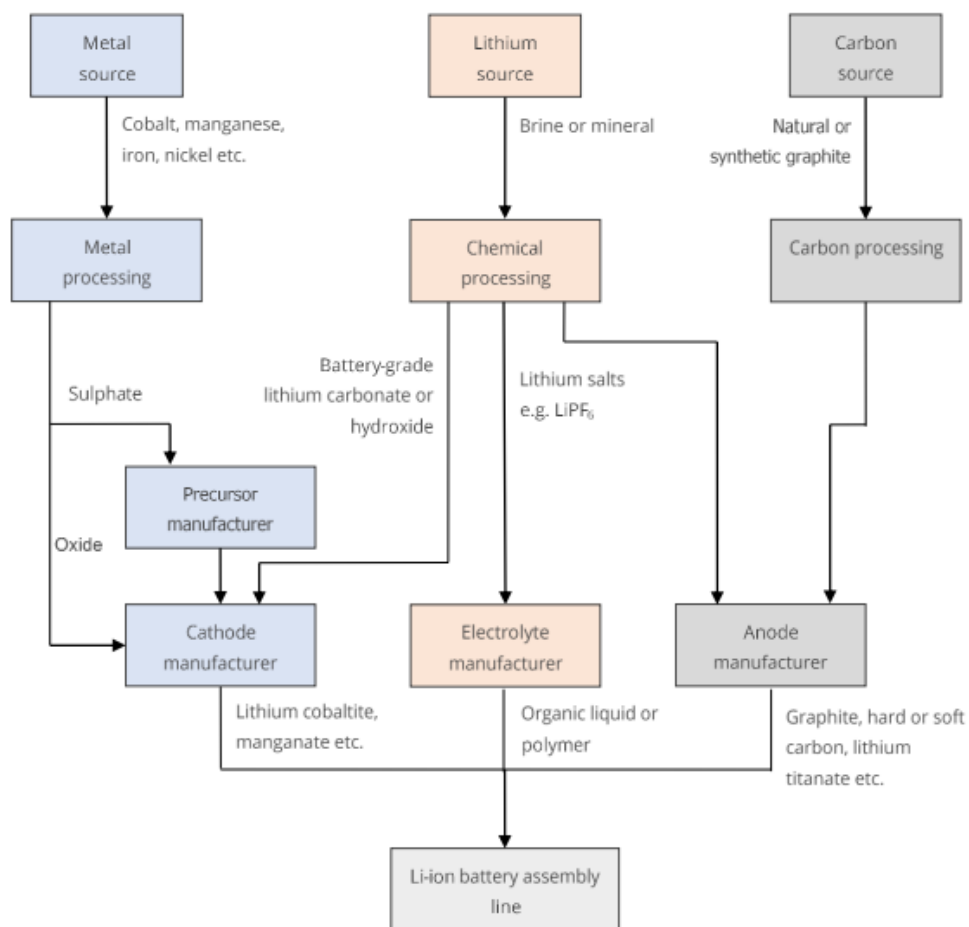 Metal
source
Lithium
source
Carbon
source
Cobalt, manganese,
iron, nickel etc.
Brine or mineral
Natural or
synthetic graphite
Metal
processing
Chemical
processing
Carbon processing
Sulphate
Battery-grade
lithium carbonate or
hydroxide
Lithium salts
e.g. LiPF₆
Precursor
manufacturer
Oxide
Cathode
manufacturer
Electrolyte
manufacturer
Anode
manufacturer
Lithium cobaltite,
manganate etc.
Organic liquid or
polymer
Graphite, hard or soft
carbon, lithium
titanate etc.
Li-ion battery assembly
line